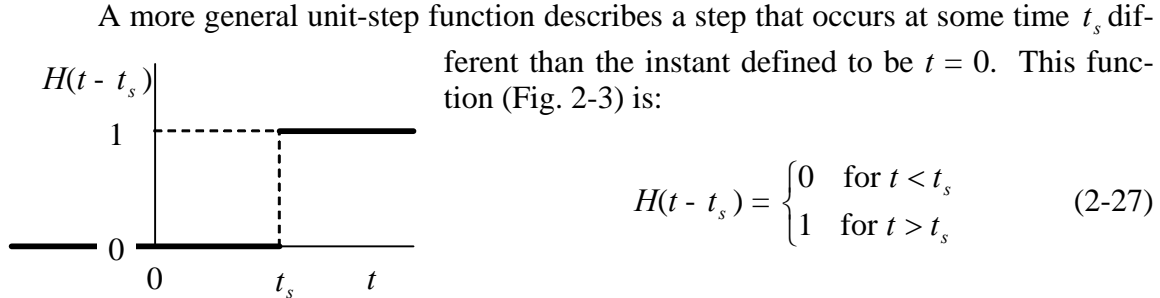 A more general unit-step function describes a step that occurs at some time t_s dif-
ferent than the instant defined to be t = 0. This func-
tion (Fig. 2-3) is:
H(t - t_s)
1
0
0 t_s t
H(t - t_s) = { 0 for t < t_s
1 for t > t_s (2-27)